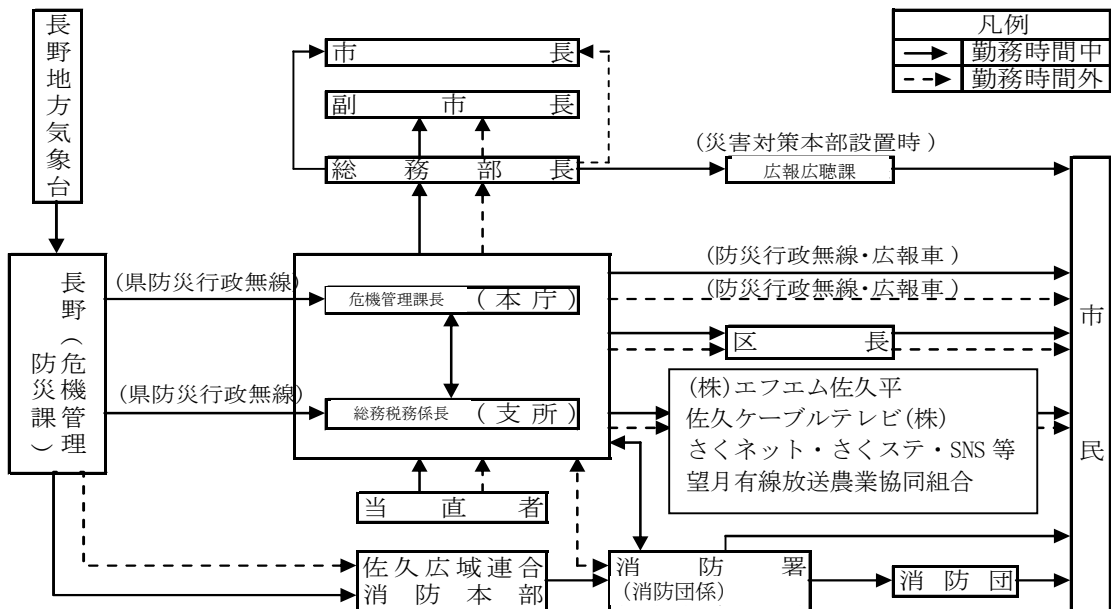 長野地方気象台
凡例
勤務時間中
勤務時間外
市長
副市長
総務部長
(災害対策本部設置時)
広報広聴課
長野(危機管理
防災課)
(県防災行政無線)
危機管理課長
(本庁)
(防災行政無線・広報車)
(防災行政無線・広報車)
区長
(県防災行政無線)
総務税務係長
(支所)
(株)エフエム佐久平
佐久ケーブルテレビ(株)
さくネット・さくステ・SNS 等
望月有線放送農業協同組合
市民
当直者
佐久広域連合
消防本部
消防署
(消防団係)
消防団